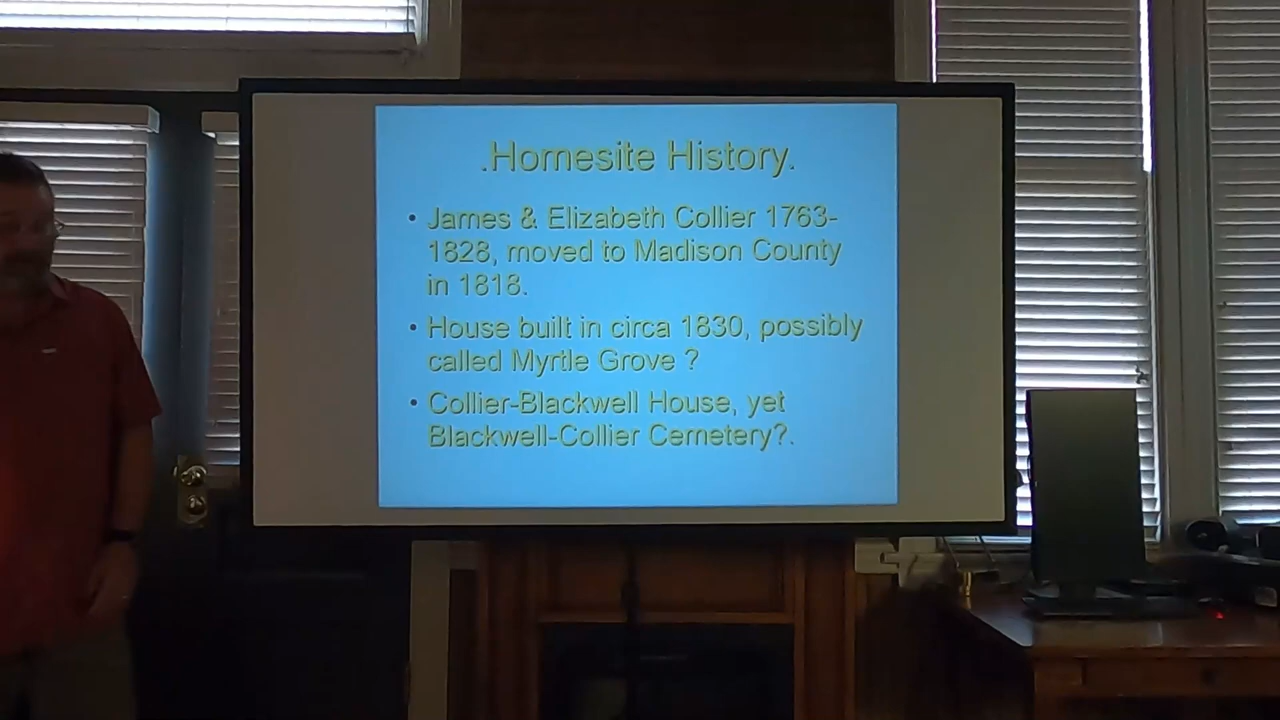 .Homesite History.
• James & Elizabeth Collier 1763-
1828, moved to Madison County
in 1818.
• House built in circa 1830, possibly
called Myrtle Grove ?
• Collier-Blackwell House, yet
Blackwell-Collier Cemetery?.